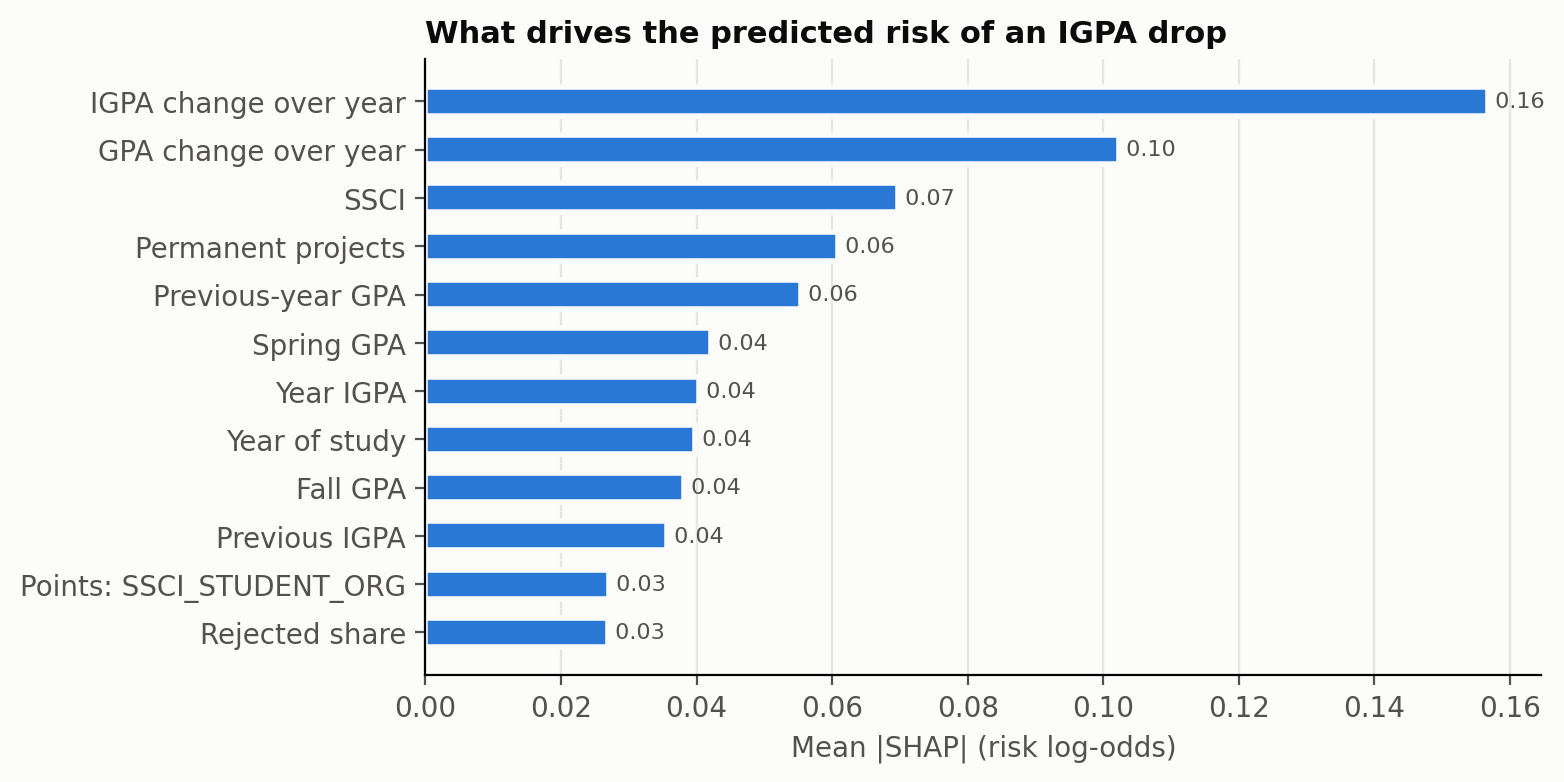 What drives the predicted risk of an IGPA drop
IGPA change over year 0.16
GPA change over year 0.10
SSCI 0.07
Permanent projects 0.06
Previous-year GPA 0.06
Spring GPA 0.04
Year IGPA 0.04
Year of study 0.04
Fall GPA 0.04
Previous IGPA 0.04
Points: SSCI_STUDENT_ORG 0.03
Rejected share 0.03
0.00 0.02 0.04 0.06 0.08 0.10 0.12 0.14 0.16
Mean |SHAP| (risk log-odds)